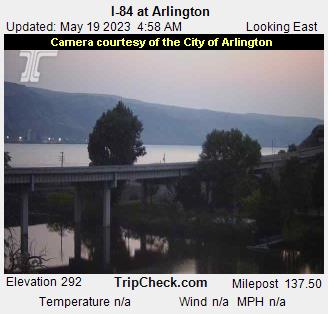 I-84 at Arlington
Updated: May 19 2023 4:58 AM Looking East
Camera courtesy of the City of Arlington
Elevation 292 TripCheck.com Milepost 137.50
Temperature n/a Wind n/a MPH n/a